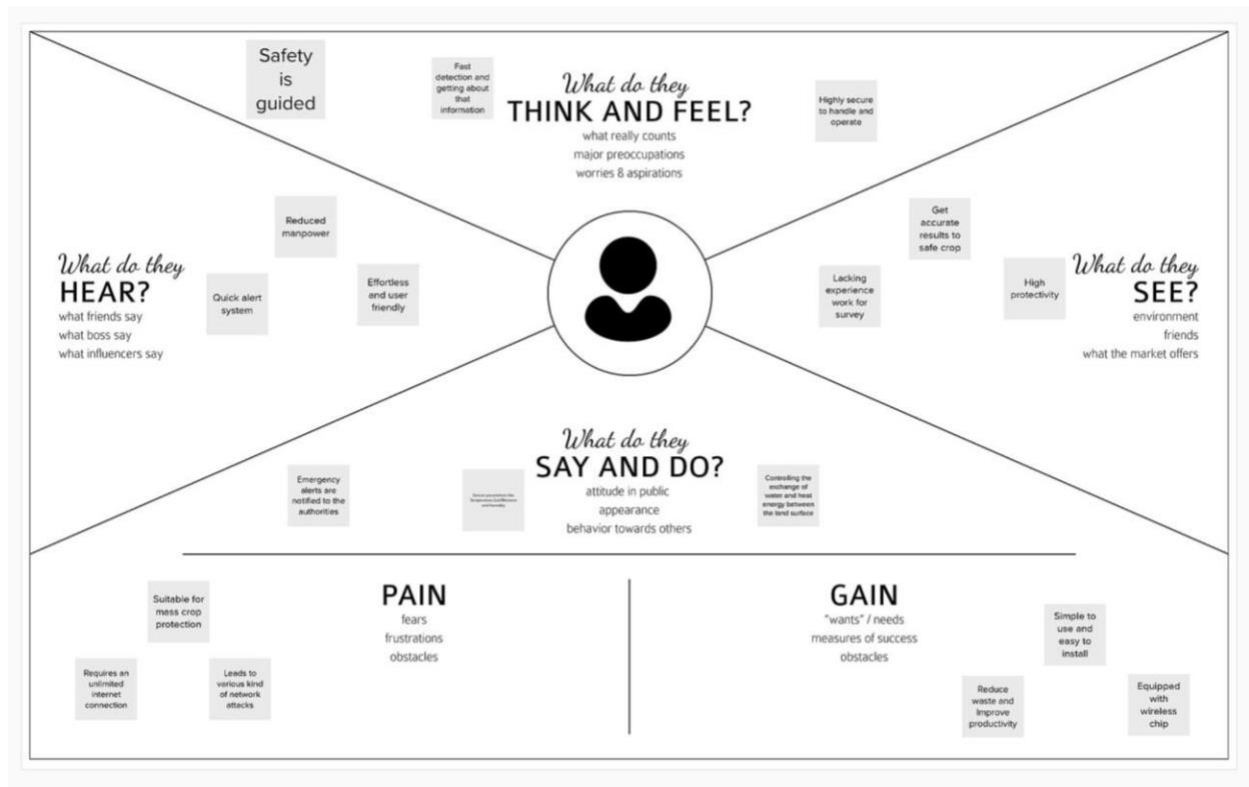 Safety
is
guided
Fast
detection and
getting about
that
information
What do they
THINK AND FEEL?
what really counts
major preoccupations
worries & aspirations
Highly secure
to handle and
operate
What do they
HEAR?
what friends say
what boss say
what influencers say
Reduced
manpower
Quick alert
system
Effortless
and user
friendly
Get
accurate
results to
safe crop
Lacking
experience
work for
survey
High
protectivity
What do they
SEE?
environment
friends
what the market offers
What do they
SAY AND DO?
attitude in public
appearance
behavior towards others
Emergency
alerts are
notified to the
authorities
and humidity
Controlling the
exchange of
water and heat
energy between
the land surface
PAIN
fears
frustrations
obstacles
Suitable for
mass crop
protection
Requires an
unlimited
internet
connection
Leads to
various kind
of network
attacks
GAIN
"wants" / needs
measures of success
obstacles
Simple to
use and
easy to
install
Reduce
waste and
improve
productivity
Equipped
with
wireless
chip